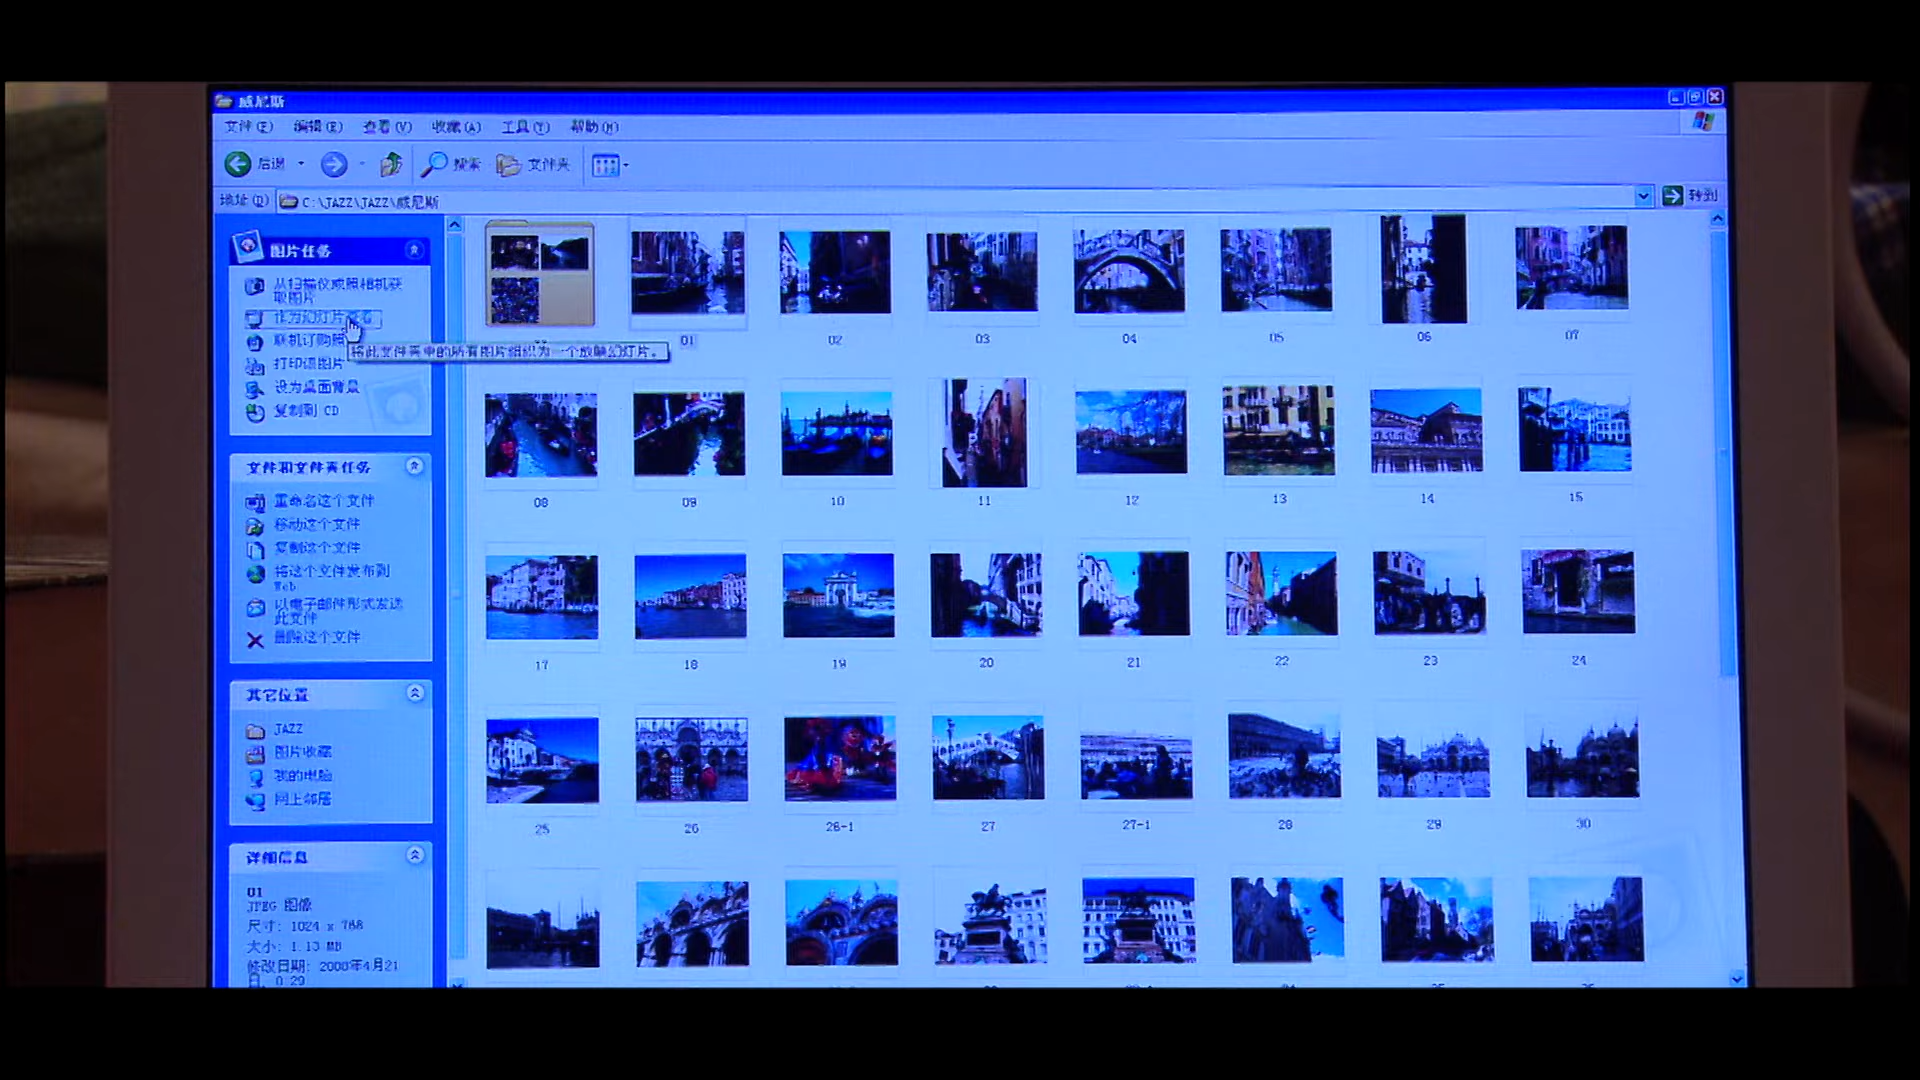 威尼斯
文件(F) 编辑(E) 查看(V) 收藏(A) 工具(T) 帮助(H)
后退 搜索 文件夹
地址(D) C:\JAZZ\JAZZ\威尼斯 转到
图片任务
从扫描仪或照相机获
取图片
作为幻灯片查看
联机订购照
将此文件夹中的所有图片组织为一个放映幻灯片。
打印该图片
设为桌面背景
复制到 CD
文件和文件夹任务
重命名这个文件
移动这个文件
复制这个文件
将这个文件发布到
Web
以电子邮件形式发送
此文件
删除这个文件
其它位置
JAZZ
图片收藏
我的电脑
网上邻居
详细信息
01
JPEG 图像
尺寸: 1024 x 768
大小: 1.13 MB
修改日期: 2008年4月21
日, 0:29
01 02 03 04 05 06 07
08 09 10 11 12 13 14 15
17 18 19 20 21 22 23 24
25 26 26-1 27 27-1 28 29 30